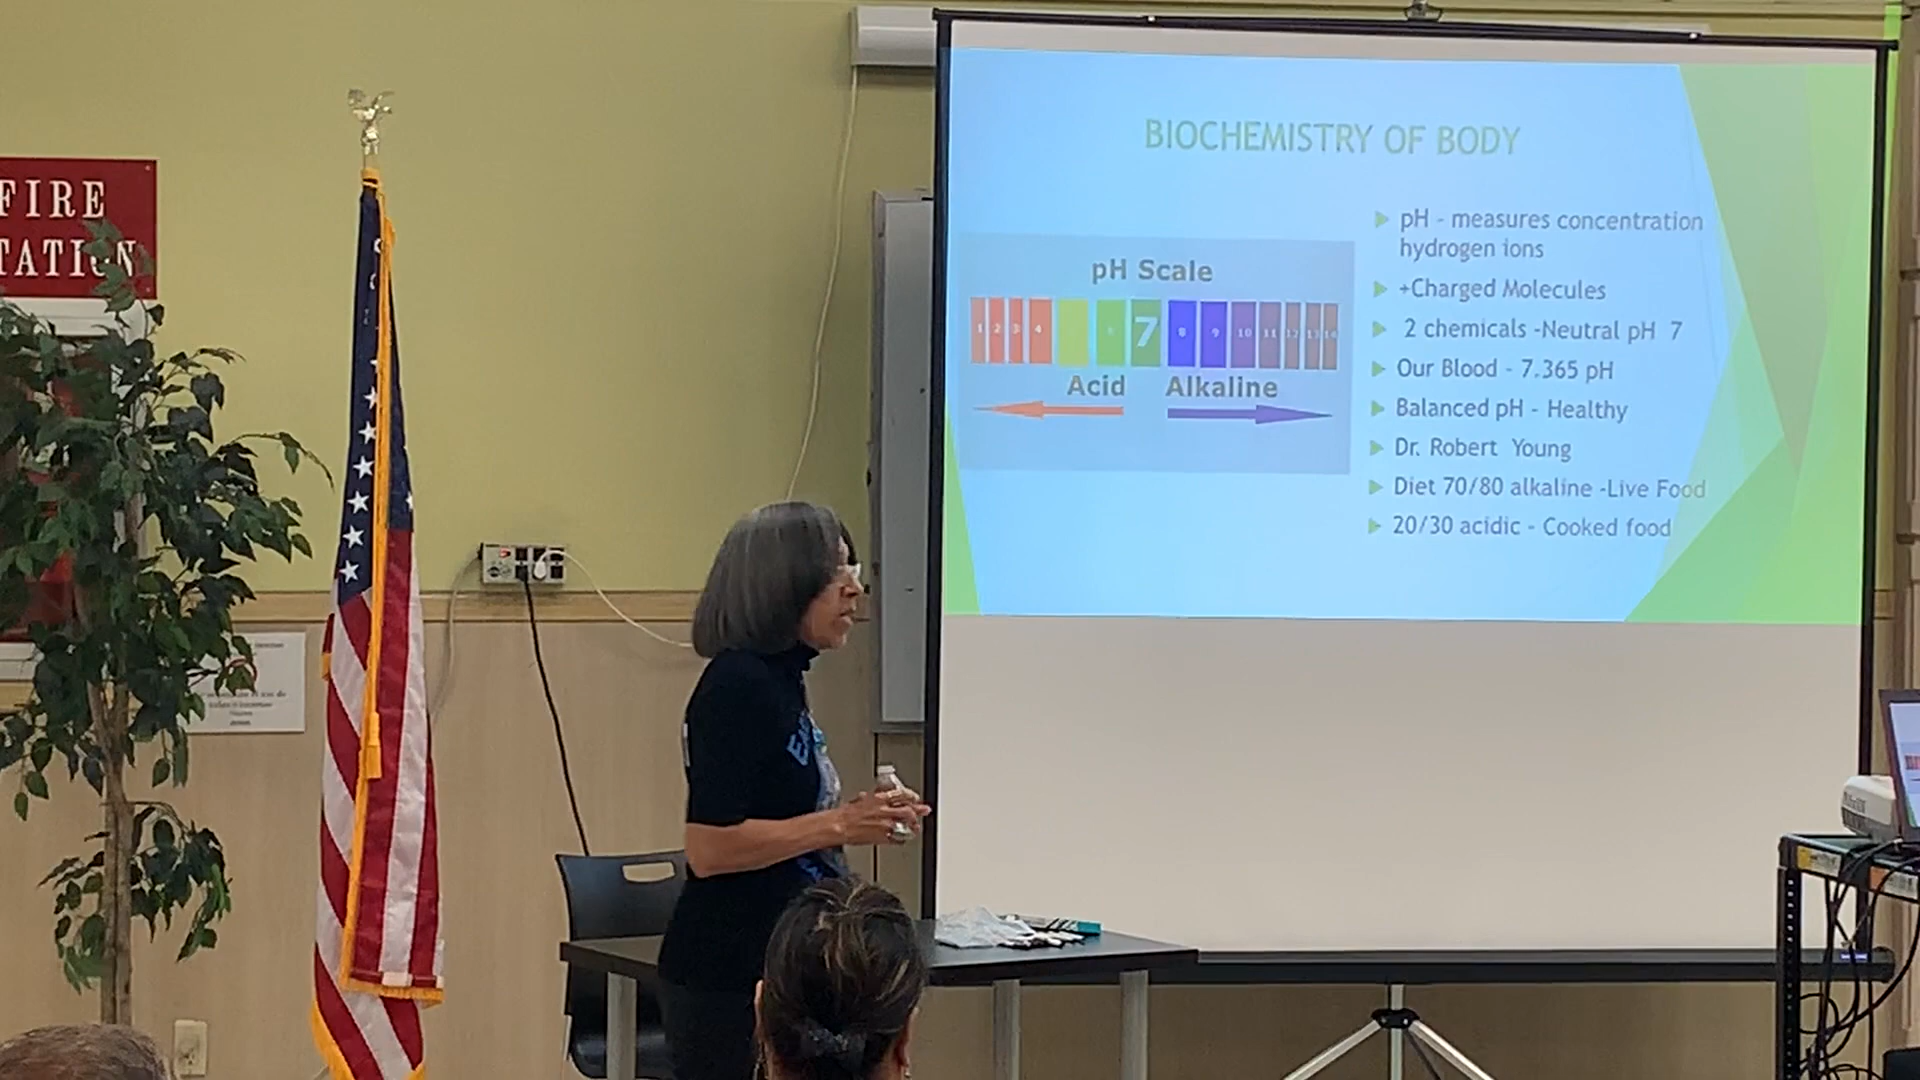 FIRE
TATION
BIOCHEMISTRY OF BODY
pH Scale
1 2 3 4 6 7 8 9 10 11 12 13 14
Acid Alkaline
pH - measures concentration
hydrogen ions
+Charged Molecules
2 chemicals -Neutral pH 7
Our Blood - 7.365 pH
Balanced pH - Healthy
Dr. Robert Young
Diet 70/80 alkaline -Live Food
20/30 acidic - Cooked food